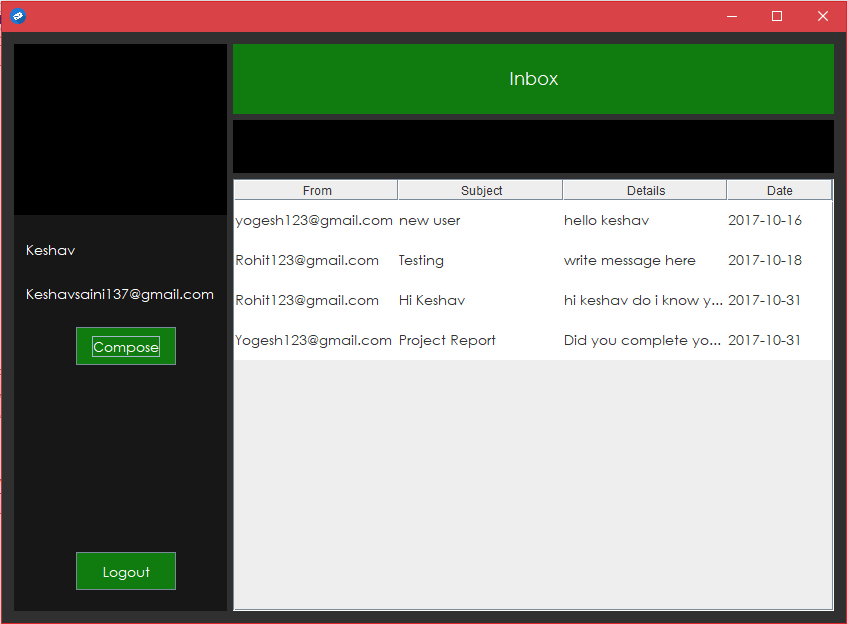 Inbox
From Subject Details Date
yogesh123@gmail.com new user hello keshav 2017-10-16
Rohit123@gmail.com Testing write message here 2017-10-18
Rohit123@gmail.com Hi Keshav hi keshav do i know y... 2017-10-31
Yogesh123@gmail.com Project Report Did you complete yo... 2017-10-31
Keshav
Keshavsaini137@gmail.com
Compose
Logout